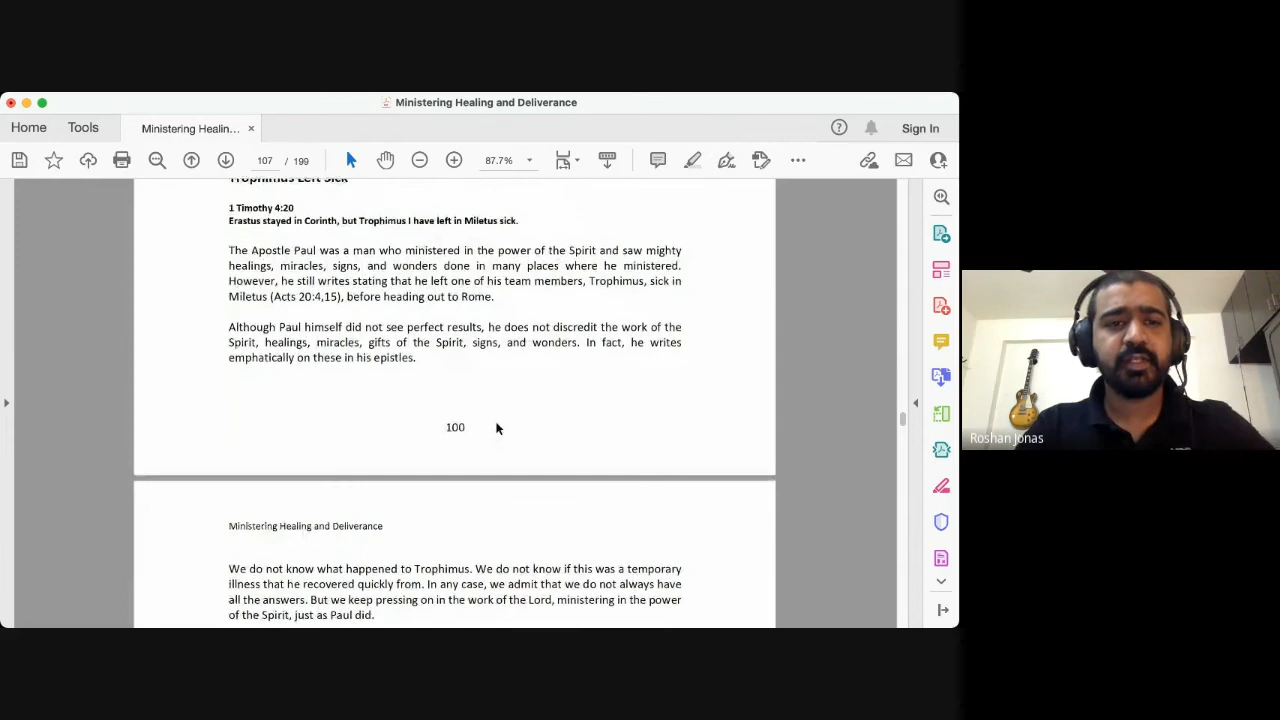 Ministering Healing and Deliverance
Home
Tools
Ministering Healin...
Sign In
107 / 199
87.7%
Trophimus Left Sick
1 Timothy 4:20
Erastus stayed in Corinth, but Trophimus I have left in Miletus sick.
The Apostle Paul was a man who ministered in the power of the Spirit and saw mighty
healings, miracles, signs, and wonders done in many places where he ministered.
However, he still writes stating that he left one of his team members, Trophimus, sick in
Miletus (Acts 20:4,15), before heading out to Rome.
Although Paul himself did not see perfect results, he does not discredit the work of the
Spirit, healings, miracles, gifts of the Spirit, signs, and wonders. In fact, he writes
emphatically on these in his epistles.
100
Ministering Healing and Deliverance
We do not know what happened to Trophimus. We do not know if this was a temporary
illness that he recovered quickly from. In any case, we admit that we do not always have
all the answers. But we keep pressing on in the work of the Lord, ministering in the power
of the Spirit, just as Paul did.
Roshan Jonas